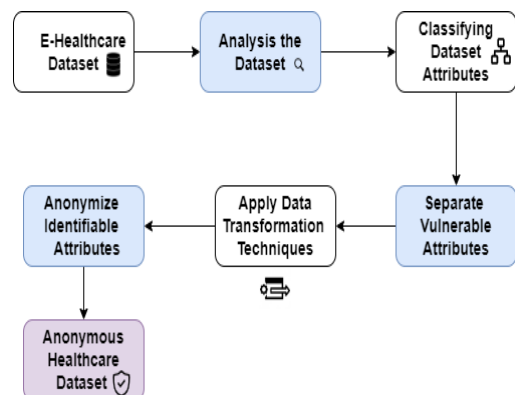 E-Healthcare
Dataset
Analysis the
Dataset
Classifying
Dataset
Attributes
Separate
Vulnerable
Attributes
Apply Data
Transformation
Techniques
Anonymize
Identifiable
Attributes
Anonymous
Healthcare
Dataset